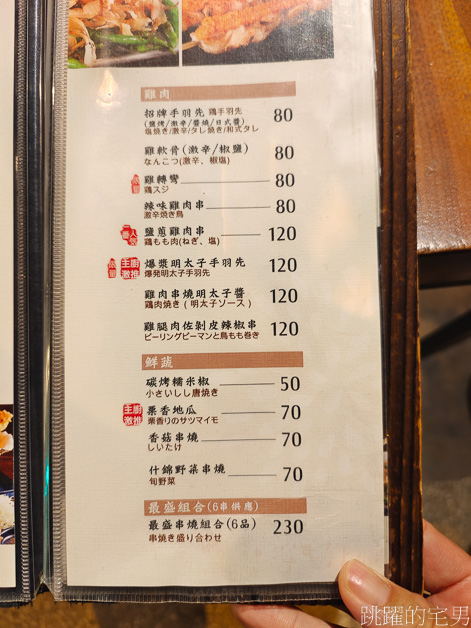 雞肉
招牌手羽先 鶏手羽先 80
(鹽烤/激辛/醬燒/日式醬)
塩焼き/激辛/タレ焼き/和式タレ
雞軟骨(激辛/椒鹽) 80
なんこつ(激辛、椒塩)
雞轉彎 80
鶏スジ
辣味雞肉串 80
激辛焼き鳥
鹽蔥雞肉串 120
鶏もも肉(ねぎ、塩)
主廚激推
爆漿明太子手羽先 120
爆発明太子手羽先
雞肉串燒明太子醬 120
鶏肉焼き(明太子ソース)
雞腿肉佐剝皮辣椒串 120
ピーリングピーマンと鳥もも巻き
鮮蔬
碳烤糯米椒 50
小さいしし唐焼き
主廚激推
栗香地瓜 70
栗香りのサツマイモ
香菇串燒 70
しいたけ
什錦野菜串燒 70
旬野菜
最盛組合(6串供應)
最盛串燒組合(6品) 230
串焼き盛り合わせ
跳躍的宅男